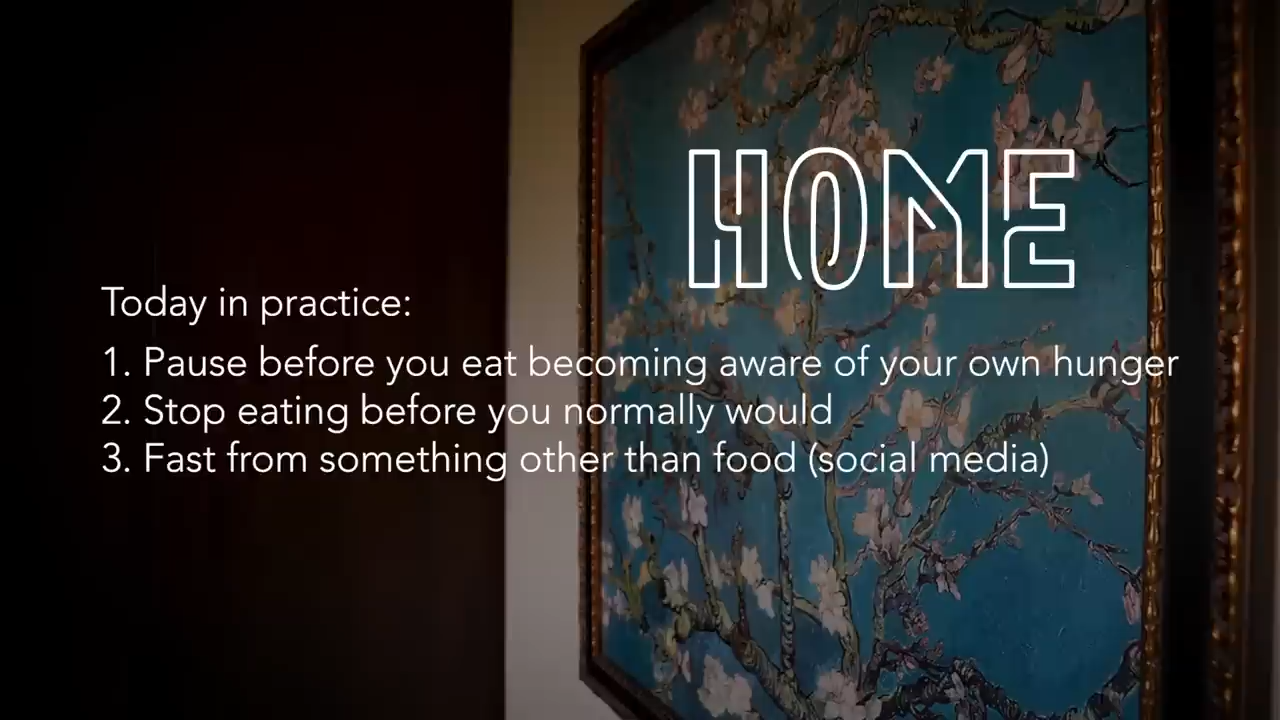 HOME
Today in practice:
1. Pause before you eat becoming aware of your own hunger
2. Stop eating before you normally would
3. Fast from something other than food (social media)